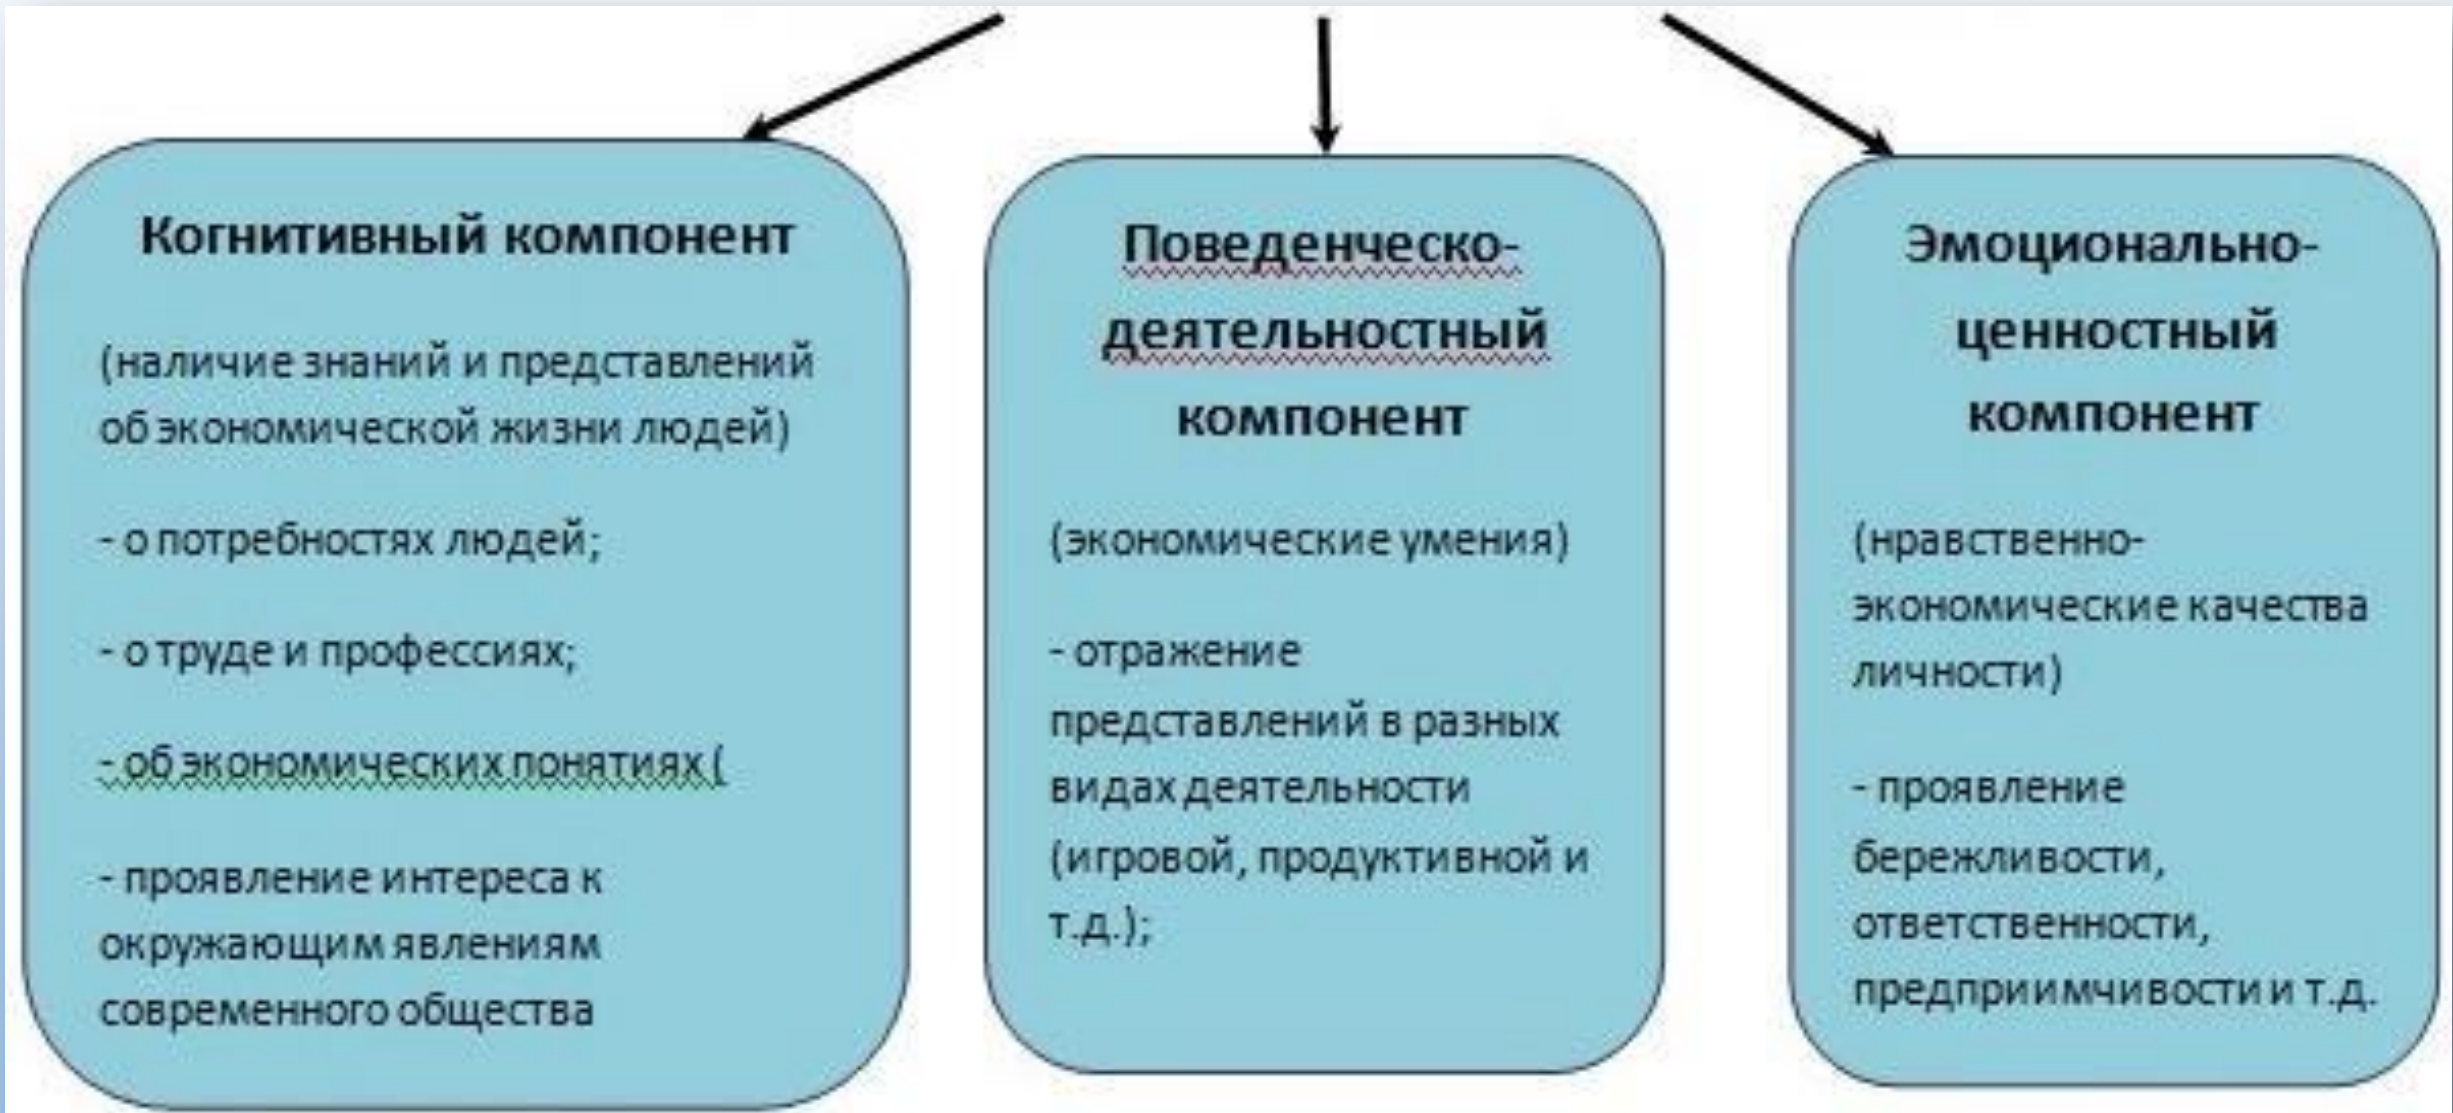 Когнитивный компонент
(наличие знаний и представлений
об экономической жизни людей)
- о потребностях людей;
- о труде и профессиях;
- об экономических понятиях (
- проявление интереса к
окружающим явлениям
современного общества
Поведенческо-
деятельностный
компонент
(экономические умения)
- отражение
представлений в разных
видах деятельности
(игровой, продуктивной и
т.д.);
Эмоционально-
ценностный
компонент
(нравственно-
экономические качества
личности)
- проявление
бережливости,
ответственности,
предприимчивости и т.д.